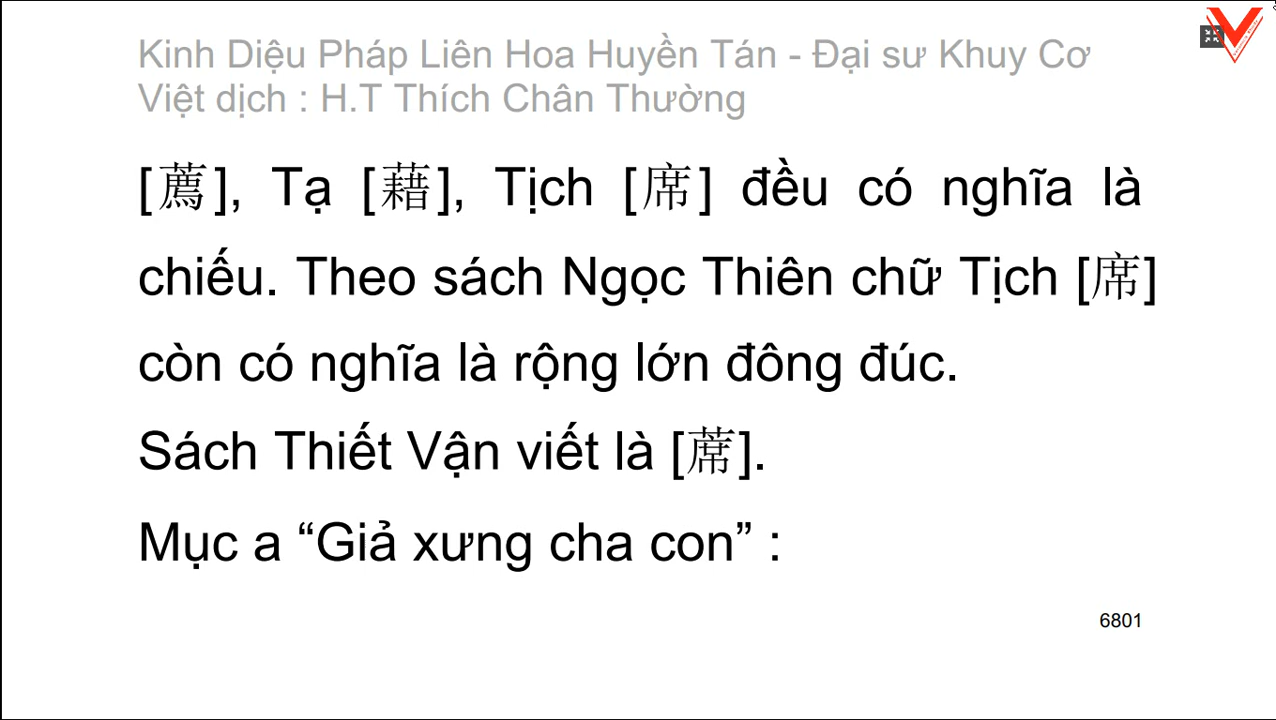 Kinh Diệu Pháp Liên Hoa Huyền Tán - Đại sư Khuy Cơ
Việt dịch : H.T Thích Chân Thường
[薦], Tạ [藉], Tịch [席] đều có nghĩa là
chiếu. Theo sách Ngọc Thiên chữ Tịch [席]
còn có nghĩa là rộng lớn đông đúc.
Sách Thiết Vận viết là [蓆].
Mục a “Giả xưng cha con” :
6801